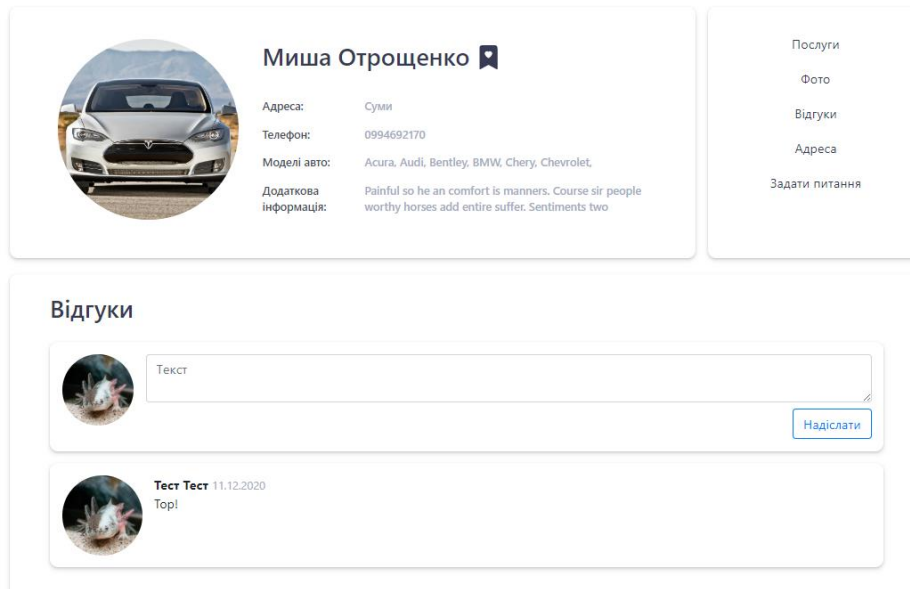 Миша Отрощенко
Адреса: Суми
Телефон: 0994692170
Моделі авто: Acura, Audi, Bentley, BMW, Chery, Chevrolet,
Додаткова Painful so he an comfort is manners. Course sir people
інформація: worthy horses add entire suffer. Sentiments two
Послуги
Фото
Відгуки
Адреса
Задати питання
Відгуки
Текст
Надіслати
Тест Тест 11.12.2020
Top!